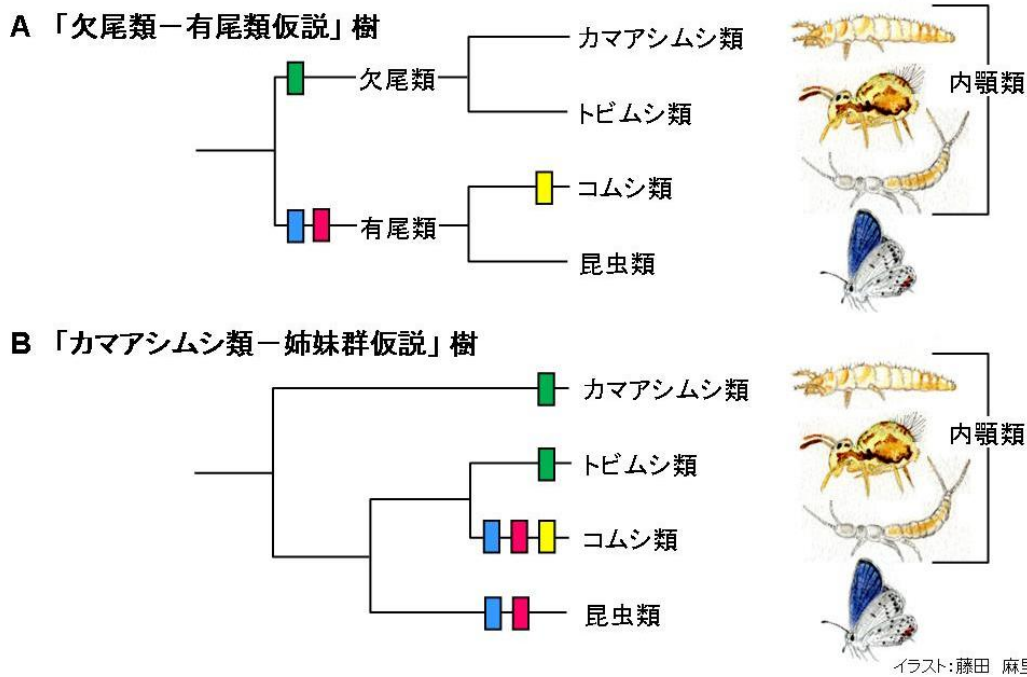 A 「欠尾類－有尾類仮説」樹
カマアシムシ類
欠尾類
内顎類
トビムシ類
コムシ類
有尾類
昆虫類
B 「カマアシムシ類－姉妹群仮説」樹
カマアシムシ類
内顎類
トビムシ類
コムシ類
昆虫類
イラスト：藤田 麻里